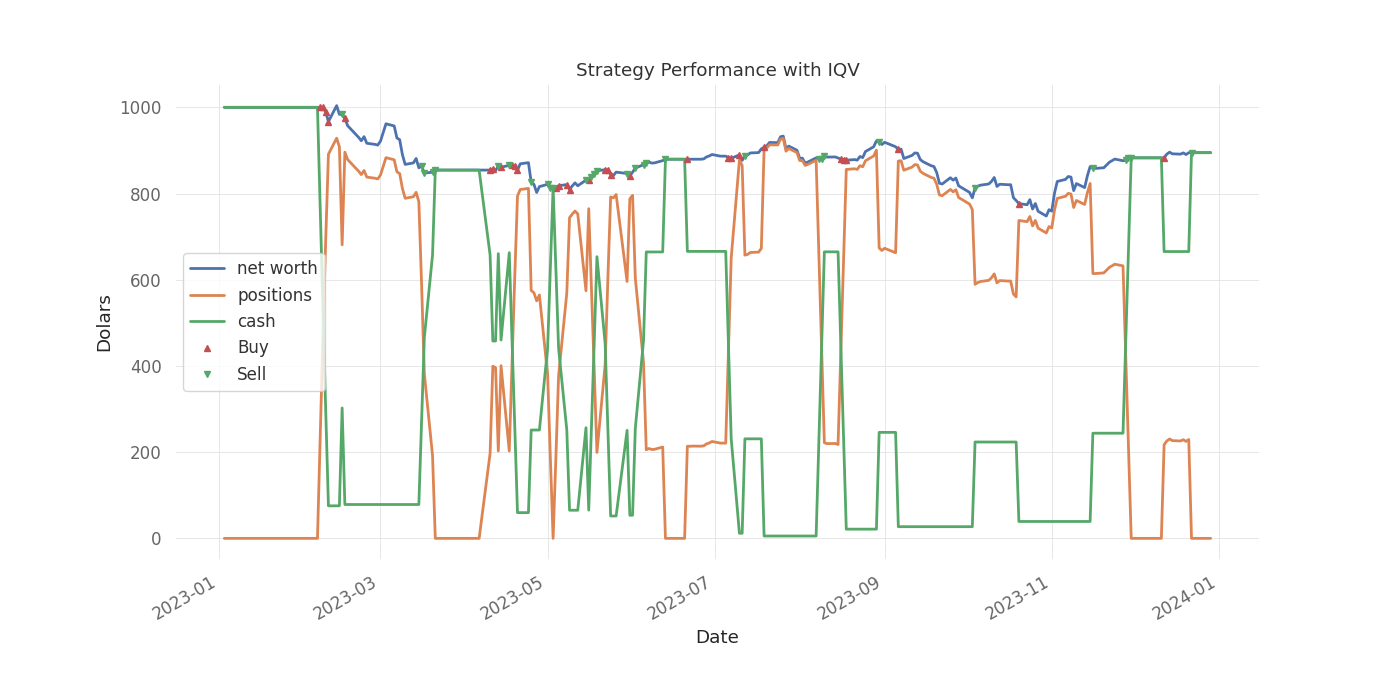 Strategy Performance with IQV
1000
800
600
400
200
0
Dolars
net worth
positions
cash
Buy
Sell
2023-01
2023-03
2023-05
2023-07
2023-09
2023-11
2024-01
Date